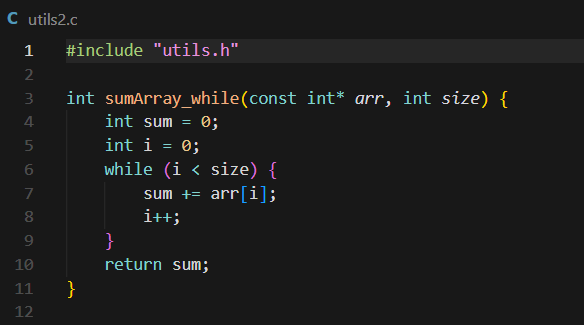 C utils2.c
1 #include "utils.h"
2
3 int sumArray_while(const int* arr, int size) {
4     int sum = 0;
5     int i = 0;
6     while (i < size) {
7         sum += arr[i];
8         i++;
9     }
10     return sum;
11 }
12